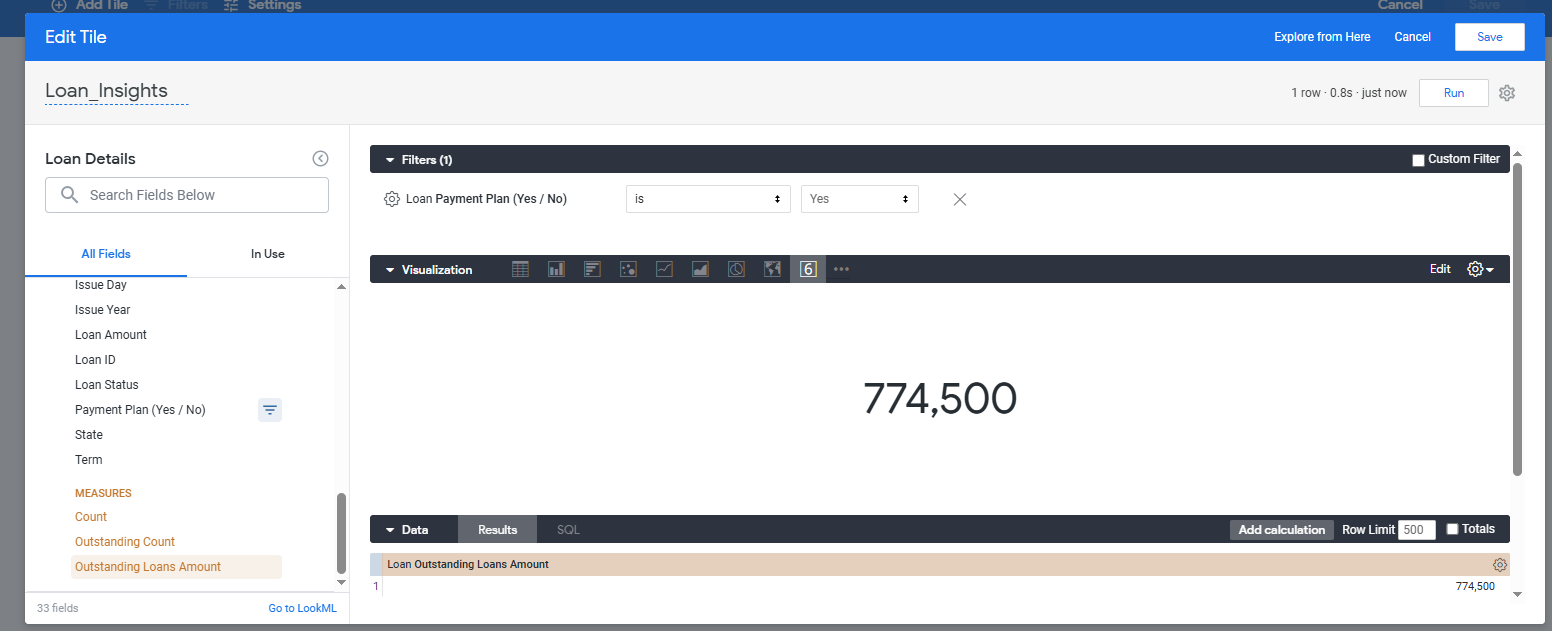 Add Tile Filters Settings Cancel Save
Edit Tile Explore from Here Cancel Save
Loan_Insights 1 row · 0.8s · just now Run
Loan Details
Search Fields Below
All Fields In Use
Issue Day
Issue Year
Loan Amount
Loan ID
Loan Status
Payment Plan (Yes / No)
State
Term
MEASURES
Count
Outstanding Count
Outstanding Loans Amount
33 fields Go to LookML
Filters (1) Custom Filter
Loan Payment Plan (Yes / No) is Yes
Visualization 6 Edit
774,500
Data Results SQL Add calculation Row Limit 500 Totals
Loan Outstanding Loans Amount
1 774,500